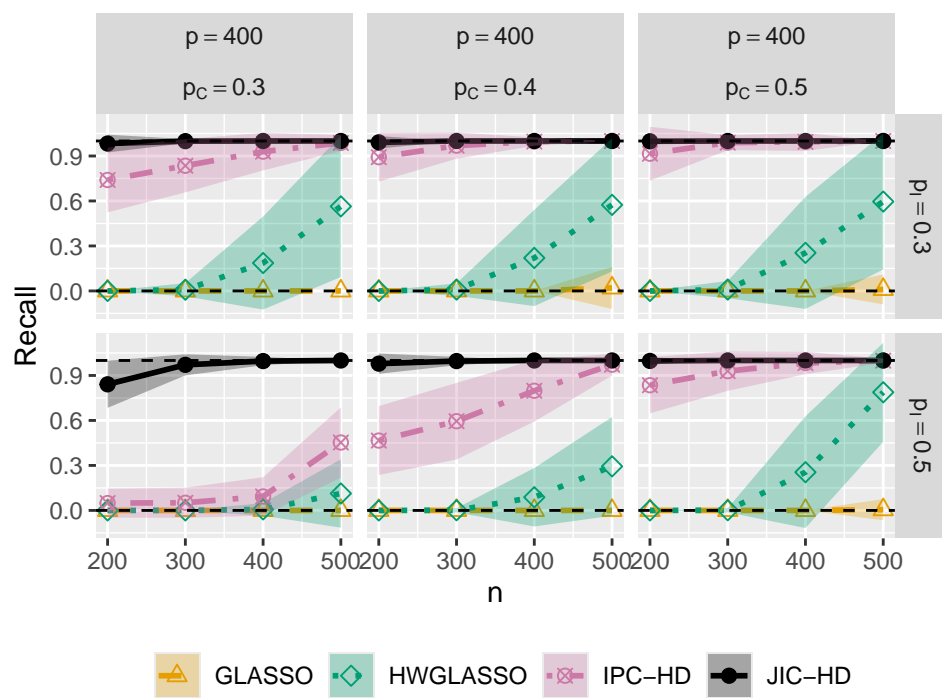 p = 400 p = 400 p = 400
p_C = 0.3 p_C = 0.4 p_C = 0.5
0.9
0.6
0.3
0.0
p_I = 0.3
Recall
0.9
0.6
0.3
0.0
p_I = 0.5
200 300 400 500 200 300 400 500 200 300 400 500
n
GLASSO HWGLASSO IPC−HD JIC−HD